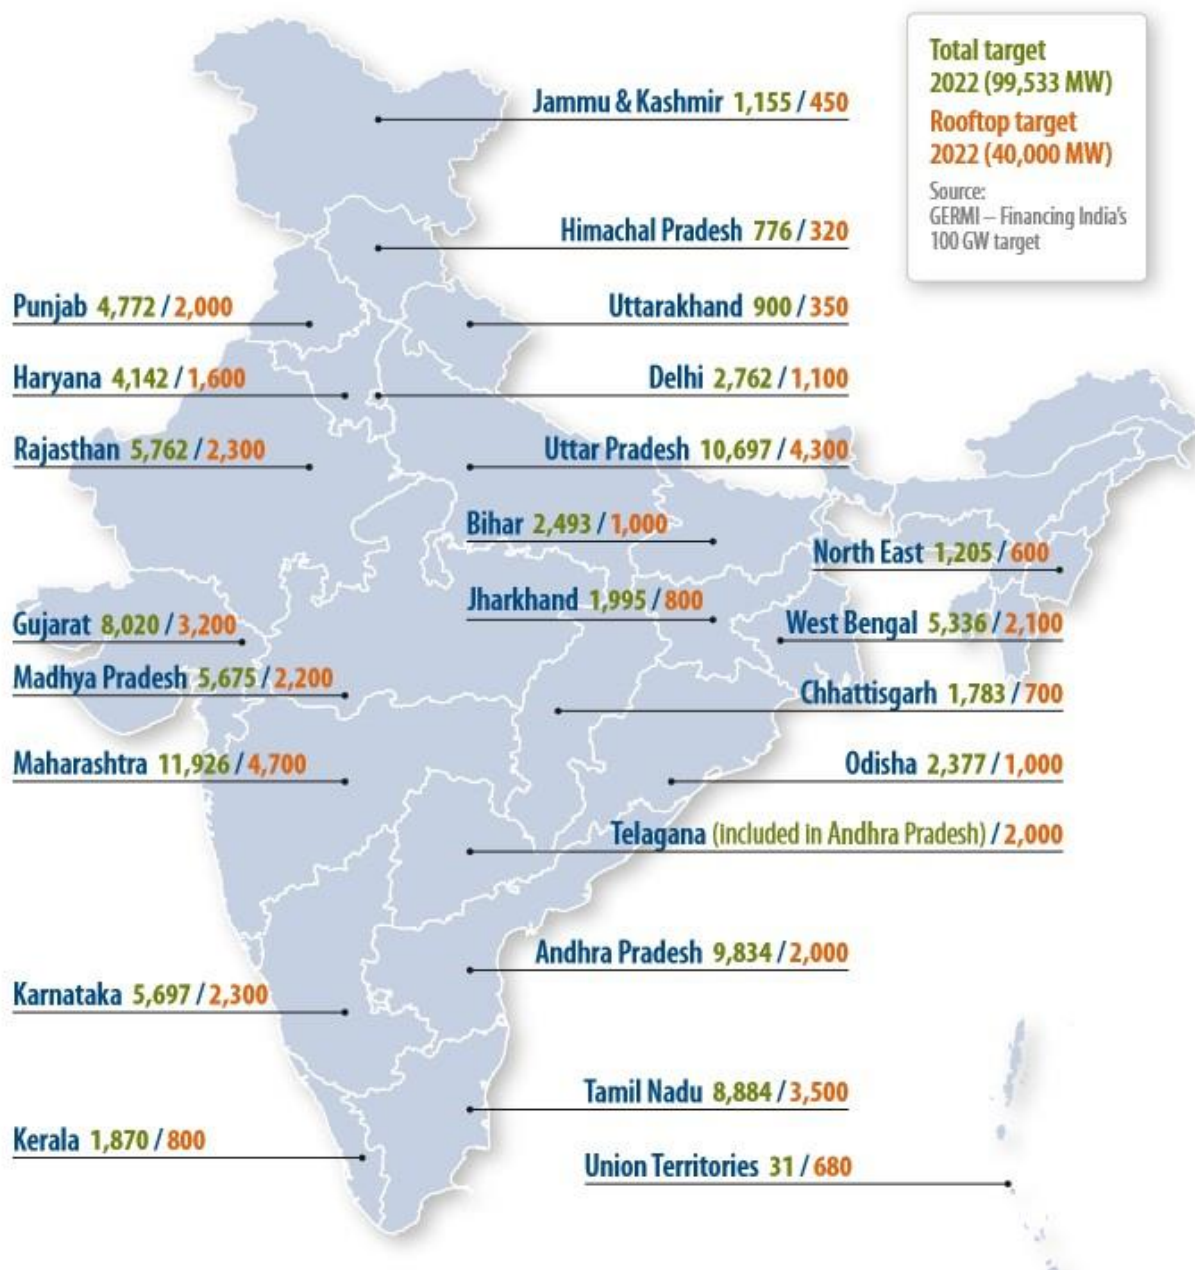 Total target
2022 (99,533 MW)
Rooftop target
2022 (40,000 MW)
Source:
GERMI – Financing India's
100 GW target
Jammu & Kashmir 1,155 / 450
Himachal Pradesh 776 / 320
Punjab 4,772 / 2,000
Uttarakhand 900 / 350
Haryana 4,142 / 1,600
Delhi 2,762 / 1,100
Rajasthan 5,762 / 2,300
Uttar Pradesh 10,697 / 4,300
Bihar 2,493 / 1,000
North East 1,205 / 600
Jharkhand 1,995 / 800
Gujarat 8,020 / 3,200
West Bengal 5,336 / 2,100
Madhya Pradesh 5,675 / 2,200
Chhattisgarh 1,783 / 700
Maharashtra 11,926 / 4,700
Odisha 2,377 / 1,000
Telagana (included in Andhra Pradesh) / 2,000
Andhra Pradesh 9,834 / 2,000
Karnataka 5,697 / 2,300
Tamil Nadu 8,884 / 3,500
Kerala 1,870 / 800
Union Territories 31 / 680